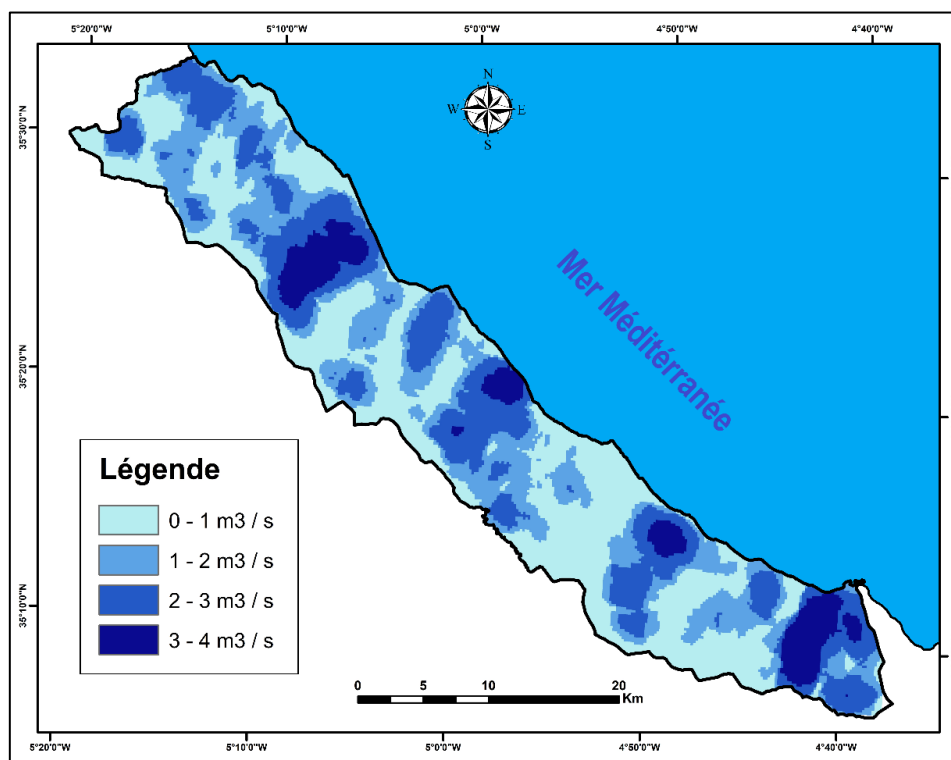 5°20'0"W 5°10'0"W 5°0'0"W 4°50'0"W 4°40'0"W
N
W E
S
35°30'0"N
Mer Méditérranée
35°20'0"N
Légende
0 - 1 m3 / s
1 - 2 m3 / s
2 - 3 m3 / s
3 - 4 m3 / s
35°10'0"N
0 5 10 20
Km
5°20'0"W 5°10'0"W 5°0'0"W 4°50'0"W 4°40'0"W